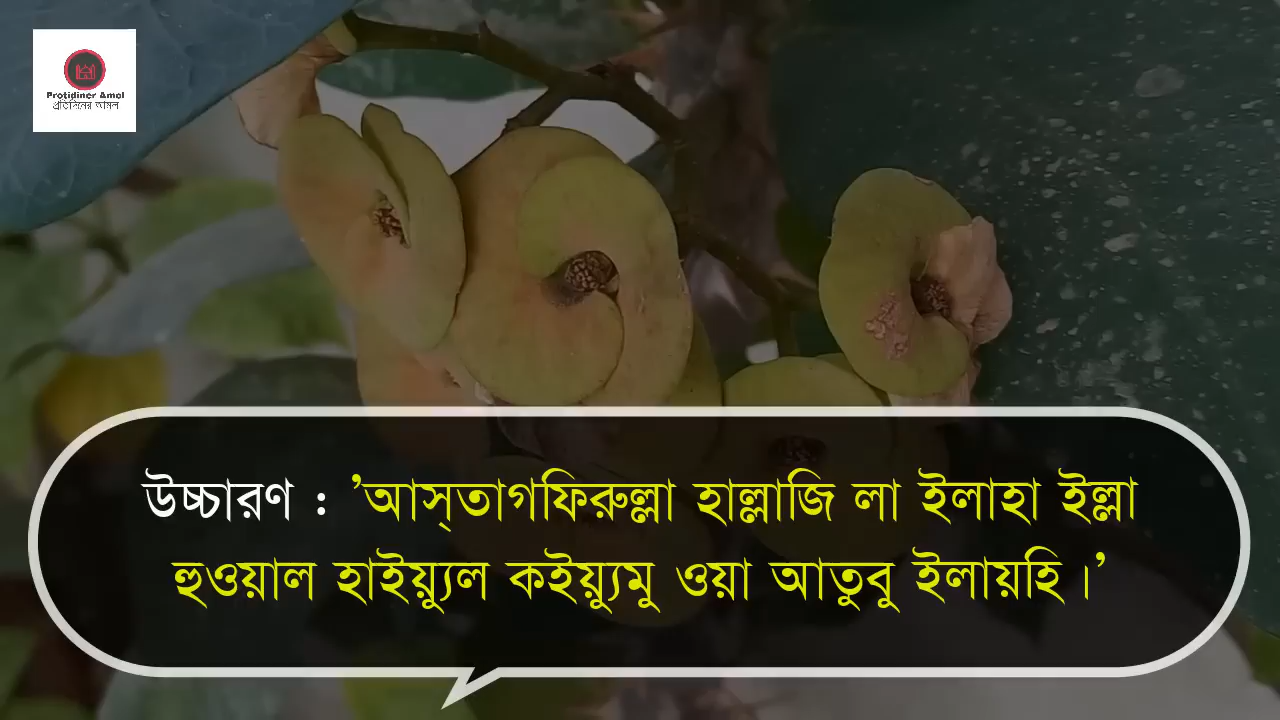 Protidiner Amol
প্রতিদিনের আমল
উচ্চারণ : ’আস্‌তাগফিরুল্লা হাল্লাজি লা ইলাহা ইল্লা
হুওয়াল হাইয়্যুল কইয়্যুমু ওয়া আতুবু ইলায়হি।’